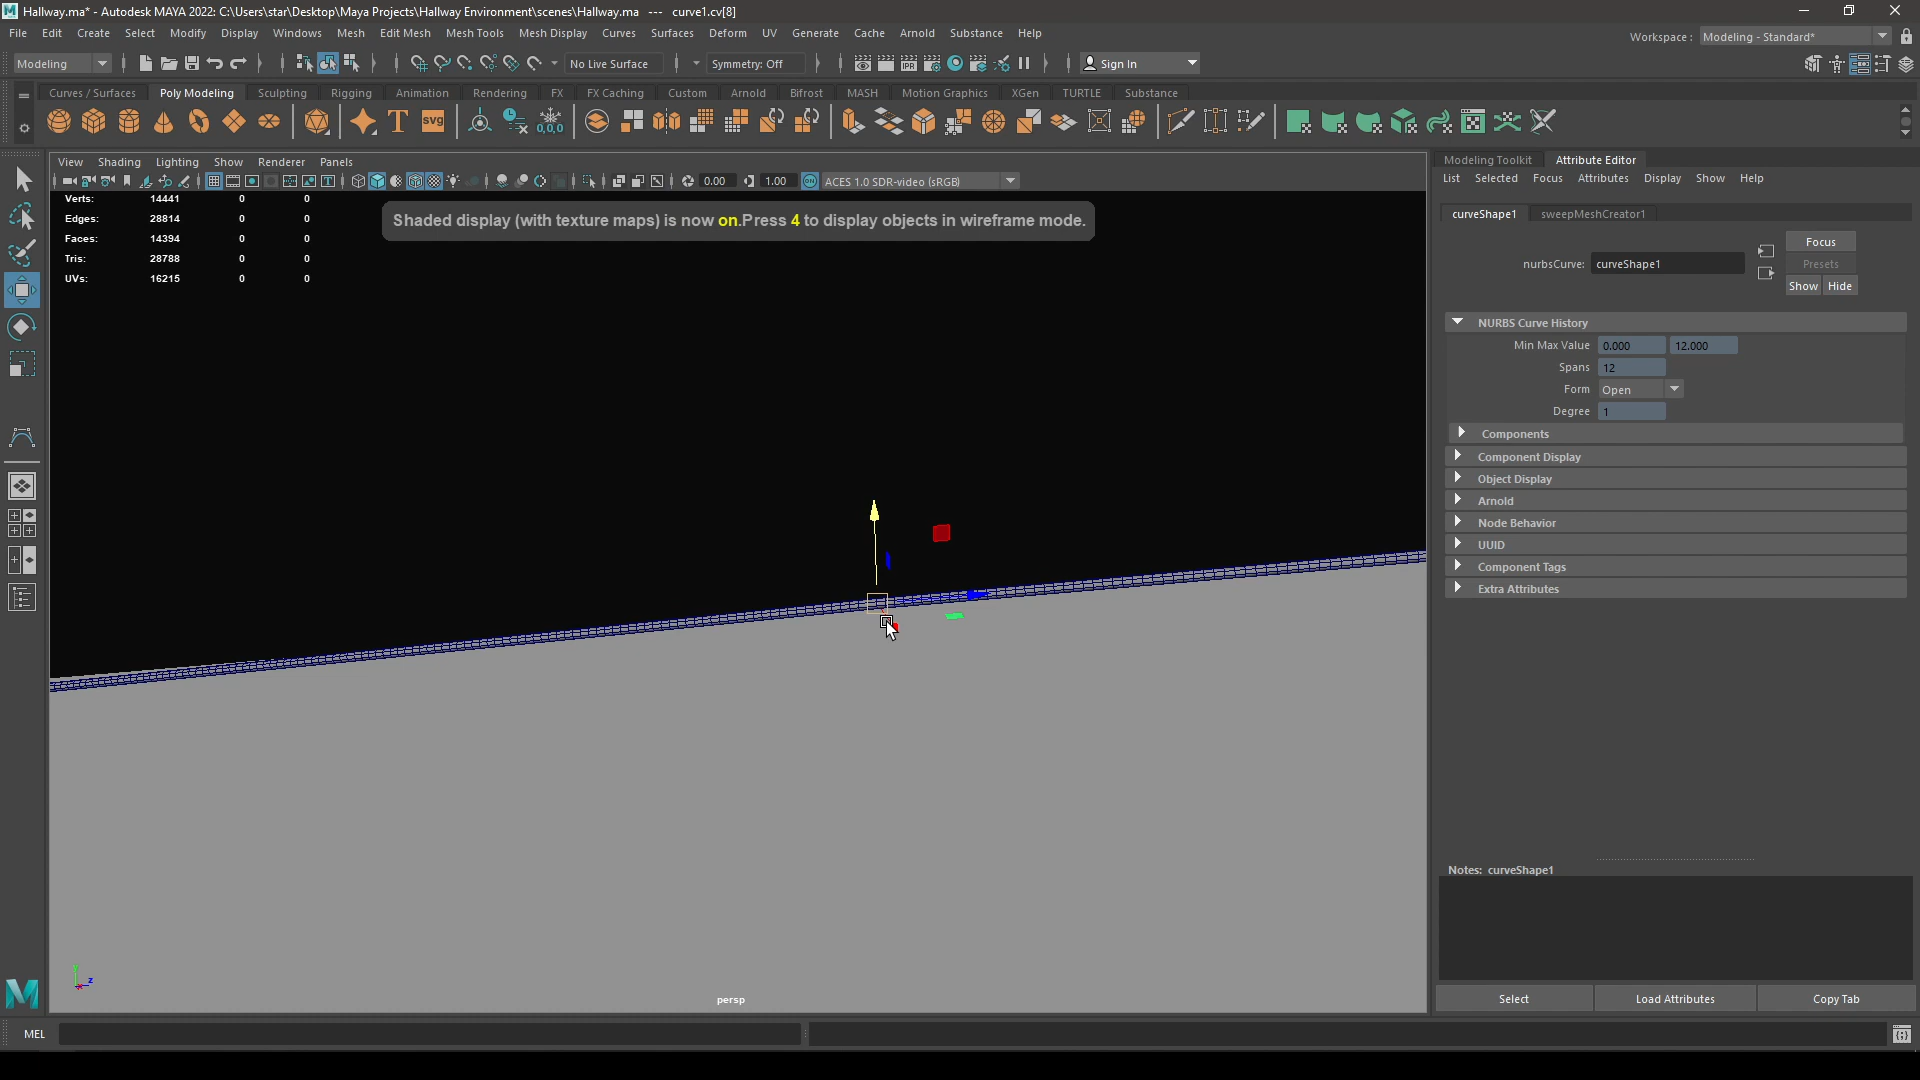 Hallway.ma* - Autodesk MAYA 2022: C:\Users\star\Desktop\Maya Projects\Hallway Environment\scenes\Hallway.ma --- curve1.cv[8]
File Edit Create Select Modify Display Windows Mesh Edit Mesh Mesh Tools Mesh Display Curves Surfaces Deform UV Generate Cache Arnold Substance Help
Workspace : Modeling - Standard*
Modeling No Live Surface Symmetry: Off Sign In
Curves / Surfaces Poly Modeling Sculpting Rigging Animation Rendering FX FX Caching Custom Arnold Bifrost MASH Motion Graphics XGen TURTLE Substance
IPR T svg 0,0,0
View Shading Lighting Show Renderer Panels
0.00 1.00 ON ACES 1.0 SDR-video (sRGB)
Verts: 14441 0 0
Edges: 28814 0 0
Faces: 14394 0 0
Tris: 28788 0 0
UVs: 16215 0 0
Shaded display (with texture maps) is now on.Press 4 to display objects in wireframe mode.
z
persp
Modeling Toolkit Attribute Editor
List Selected Focus Attributes Display Show Help
curveShape1 sweepMeshCreator1
Focus
nurbsCurve: curveShape1
Presets
Show Hide
NURBS Curve History
Min Max Value 0.000 12.000
Spans 12
Form Open
Degree 1
Components
Component Display
Object Display
Arnold
Node Behavior
UUID
Component Tags
Extra Attributes
Notes: curveShape1
Select Load Attributes Copy Tab
MEL